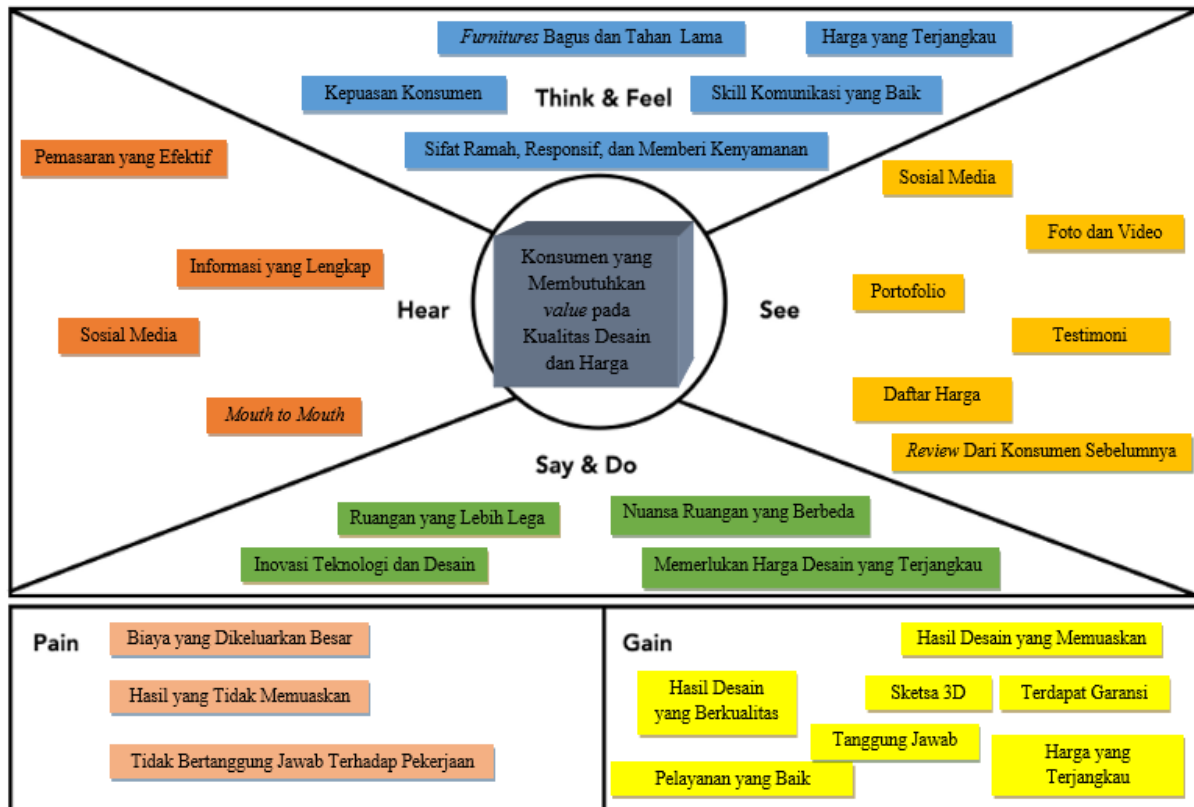 Furnitures Bagus dan Tahan Lama
Harga yang Terjangkau
Kepuasan Konsumen
Think & Feel
Skill Komunikasi yang Baik
Sifat Ramah, Responsif, dan Memberi Kenyamanan
Pemasaran yang Efektif
Informasi yang Lengkap
Hear
Sosial Media
Mouth to Mouth
Konsumen yang
Membutuhkan
value pada
Kualitas Desain
dan Harga
Sosial Media
Foto dan Video
Portofolio
See
Testimoni
Daftar Harga
Review Dari Konsumen Sebelumnya
Say & Do
Ruangan yang Lebih Lega
Nuansa Ruangan yang Berbeda
Inovasi Teknologi dan Desain
Memerlukan Harga Desain yang Terjangkau
Pain
Biaya yang Dikeluarkan Besar
Hasil yang Tidak Memuaskan
Tidak Bertanggung Jawab Terhadap Pekerjaan
Gain
Hasil Desain yang Memuaskan
Hasil Desain
yang Berkualitas
Sketsa 3D
Terdapat Garansi
Tanggung Jawab
Harga yang
Terjangkau
Pelayanan yang Baik